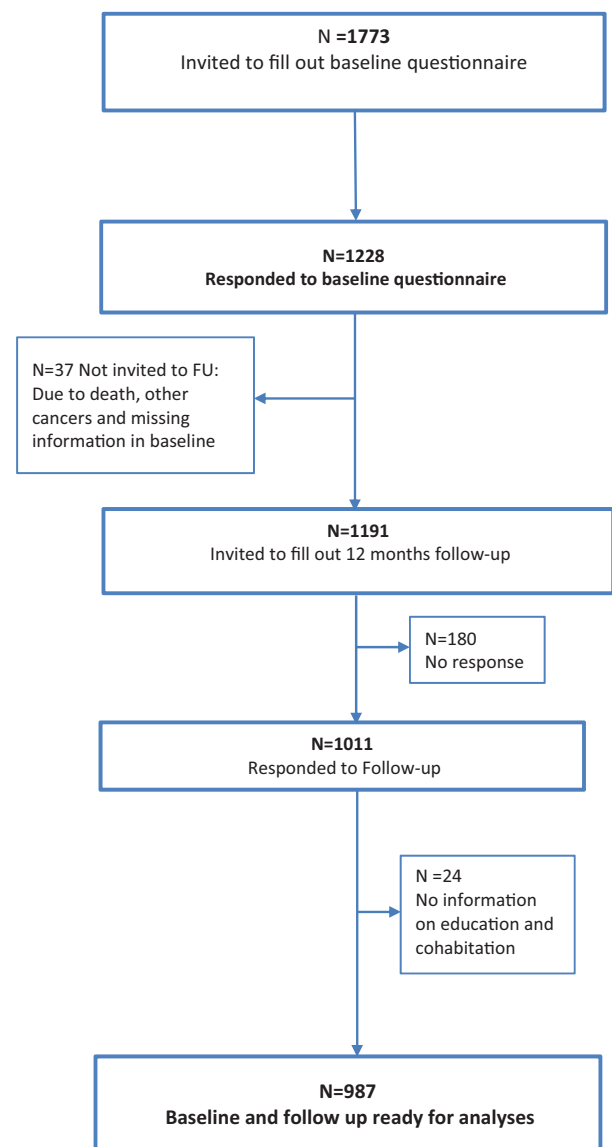 N =1773
Invited to fill out baseline questionnaire
N=1228
Responded to baseline questionnaire
N=37 Not invited to FU:
Due to death, other
cancers and missing
information in baseline
N=1191
Invited to fill out 12 months follow-up
N=180
No response
N=1011
Responded to Follow-up
N =24
No information
on education and
cohabitation
N=987
Baseline and follow up ready for analyses